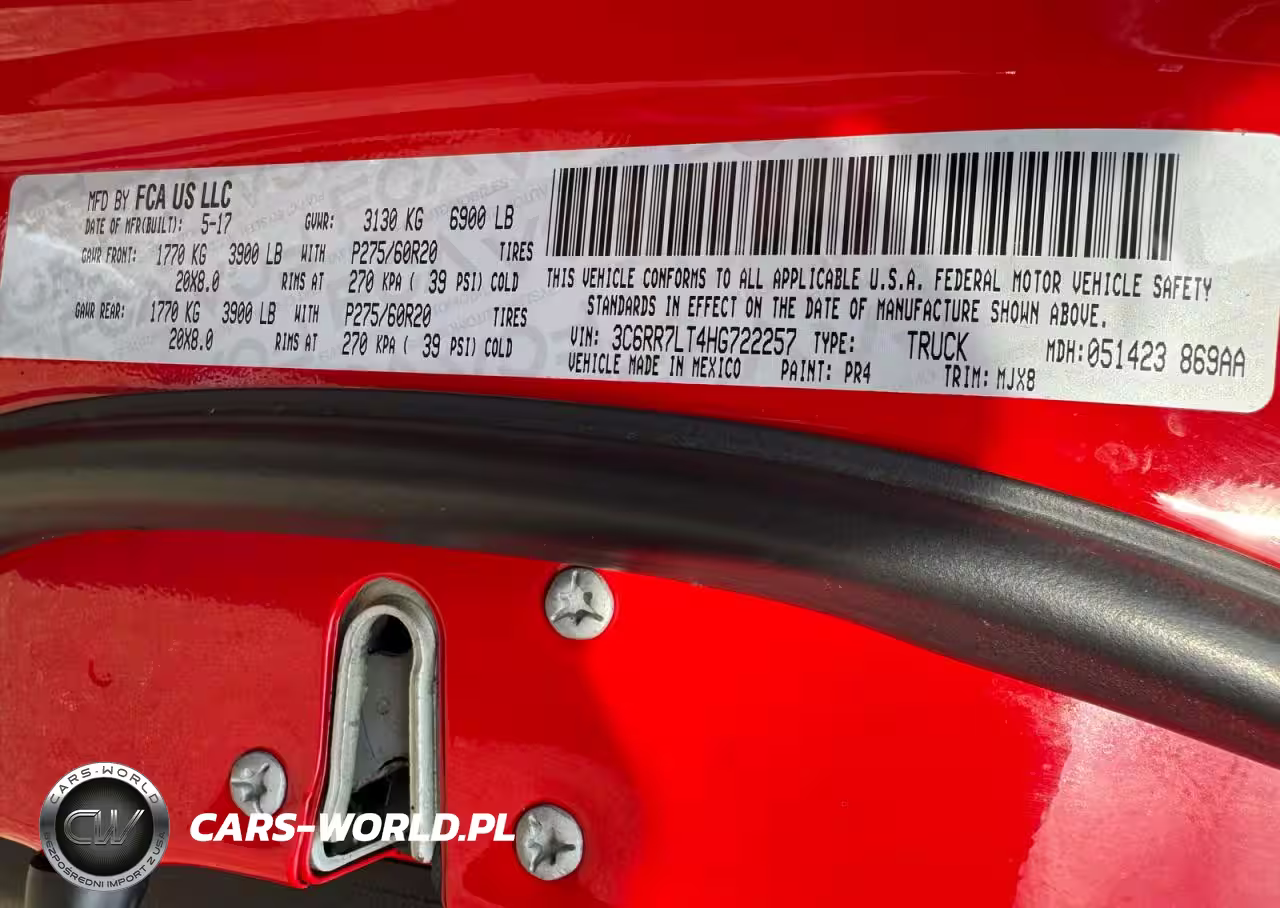 MFD BY FCA US LLC
DATE OF MFR(BUILT): 5-17 GVWR: 3130 KG 6900 LB
GAWR FRONT: 1770 KG 3900 LB WITH P275/60R20 TIRES
20X8.0 RIMS AT 270 KPA ( 39 PSI) COLD
GAWR REAR: 1770 KG 3900 LB WITH P275/60R20 TIRES
20X8.0 RIMS AT 270 KPA ( 39 PSI) COLD
THIS VEHICLE CONFORMS TO ALL APPLICABLE U.S.A. FEDERAL MOTOR VEHICLE SAFETY
STANDARDS IN EFFECT ON THE DATE OF MANUFACTURE SHOWN ABOVE.
VIN: 3C6RR7LT4HG722257 TYPE: TRUCK MDH:051423 869AA
VEHICLE MADE IN MEXICO PAINT: PR4 TRIM: MJX8
CARS-WORLD
CW
BEZPOŚREDNI IMPORT Z USA
CARS-WORLD.PL